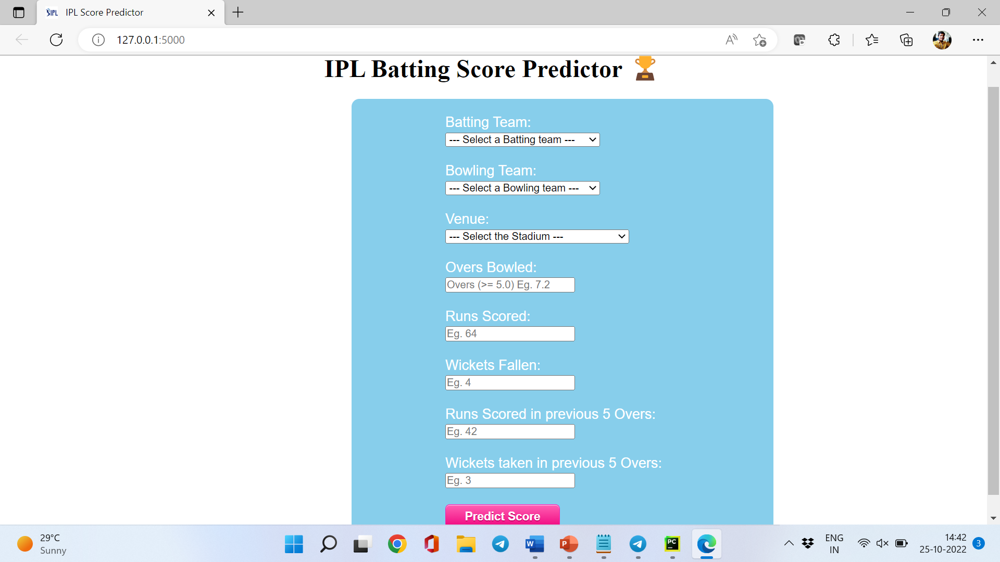 IPL
IPL Score Predictor
127.0.0.1:5000
IPL Batting Score Predictor
Batting Team:
--- Select a Batting team ---
Bowling Team:
--- Select a Bowling team ---
Venue:
--- Select the Stadium ---
Overs Bowled:
Overs (>= 5.0) Eg. 7.2
Runs Scored:
Eg. 64
Wickets Fallen:
Eg. 4
Runs Scored in previous 5 Overs:
Eg. 42
Wickets taken in previous 5 Overs:
Eg. 3
Predict Score
29°C
Sunny
W
P
PC
ENG
IN
14:42
25-10-2022
3